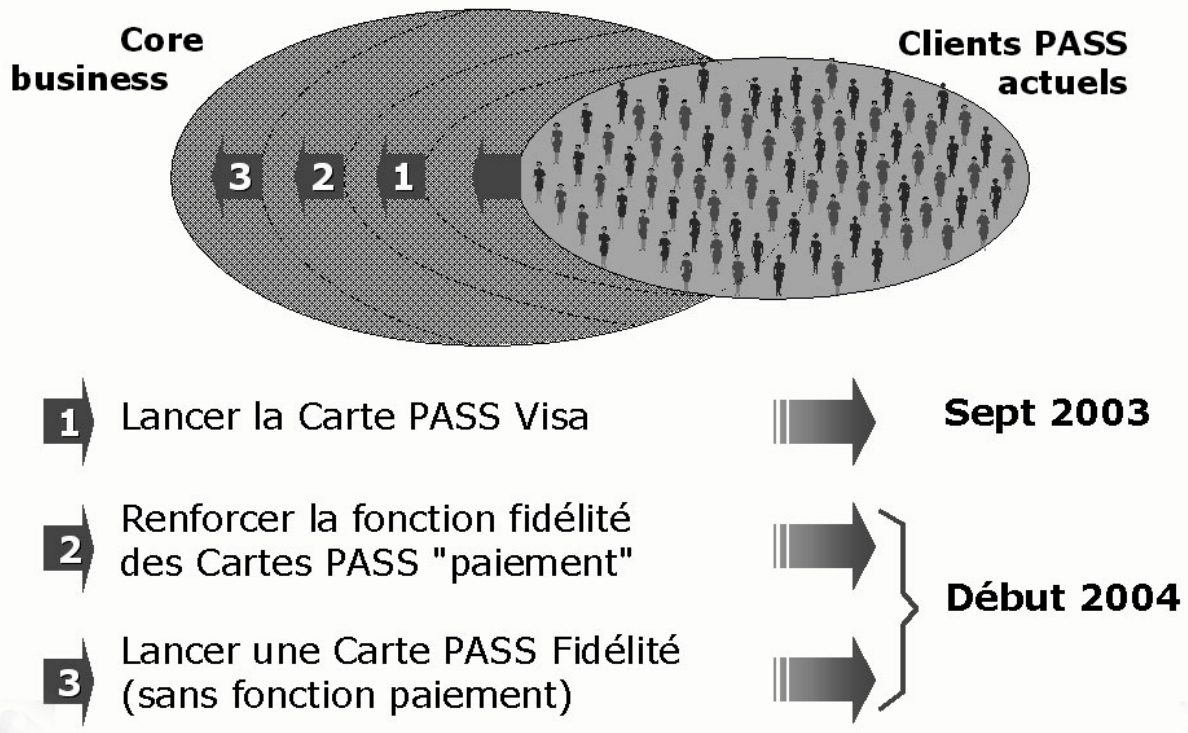 Core
business
Clients PASS
actuels
3
2
1
1
Lancer la Carte PASS Visa
Sept 2003
2
Renforcer la fonction fidélité
des Cartes PASS "paiement"
Début 2004
3
Lancer une Carte PASS Fidélité
(sans fonction paiement)